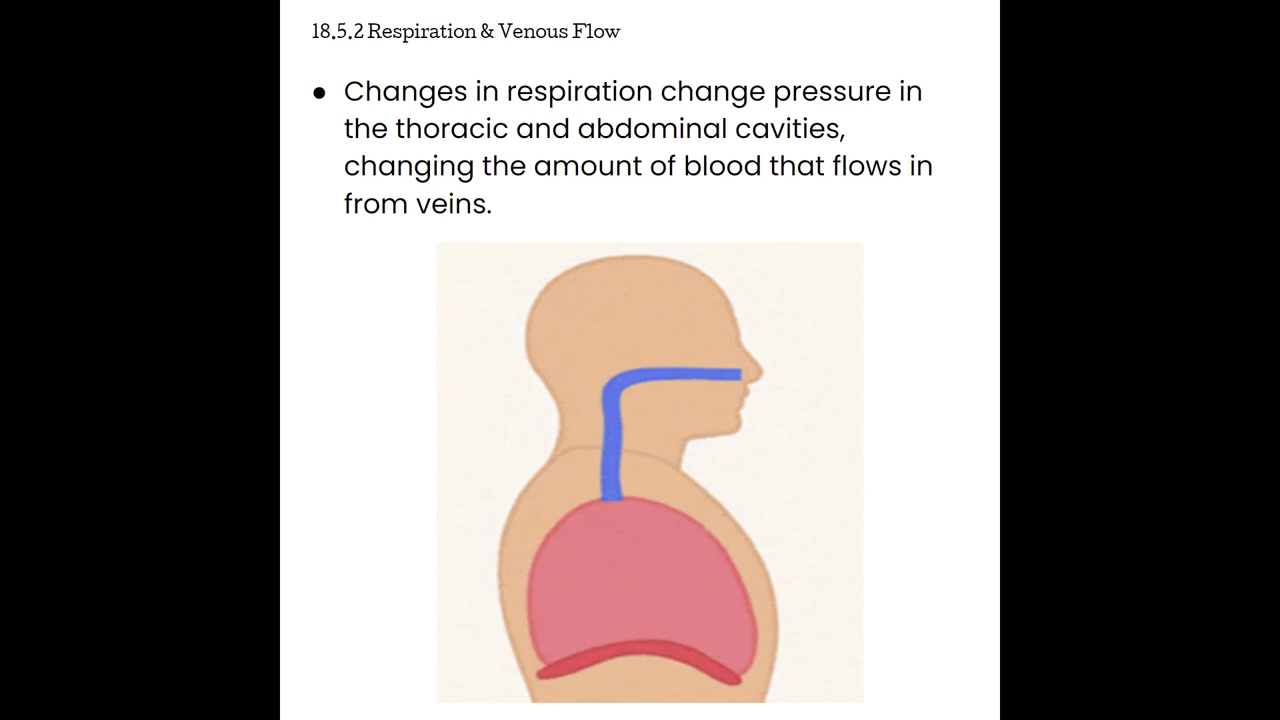 18.5.2 Respiration & Venous Flow
● Changes in respiration change pressure in
the thoracic and abdominal cavities,
changing the amount of blood that flows in
from veins.